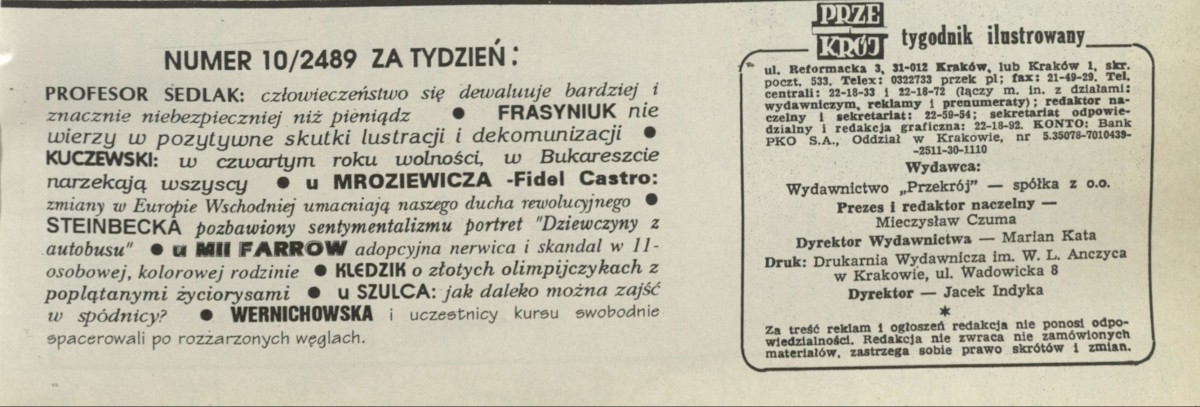 NUMER 10/2489 ZA TYDZIEŃ:
PROFESOR SEDLAK: człowieczeństwo się dewaluuje bardziej i
znacznie niebezpieczniej niż pieniądz ● FRASYNIUK nie
wierzy w pozytywne skutki lustracji i dekomunizacji ●
KUCZEWSKI: w czwartym roku wolności, w Bukareszcie
narzekają wszyscy ● u MROZIEWICZA -Fidel Castro:
zmiany w Europie Wschodniej umacniają naszego ducha rewolucyjnego ●
STEINBECKA pozbawiony sentymentalizmu portret "Dziewczyny z
autobusu" ● u MII FARROW adopcyjna nerwica i skandal w 11-
osobowej, kolorowej rodzinie ● KŁEDZIK o złotych olimpijczykach z
poplątanymi życiorysami ● u SZULCA: jak daleko można zajść
w spódnicy? ● WERNICHOWSKA i uczestnicy kursu swobodnie
spacerowali po rozżarzonych węglach.
PRZE
KRÓJ
tygodnik ilustrowany
ul. Reformacka 3, 31-012 Kraków, lub Kraków 1, skr.
poczt. 533. Telex: 0322733 przek pl; fax: 21-49-29. Tel.
centrali: 22-18-33 i 22-18-72 (łączy m. in. z działami:
wydawniczym, reklamy i prenumeraty); redaktor na-
czelny i sekretariat: 22-59-54; sekretariat odpowie-
dzialny i redakcja graficzna: 22-18-92. KONTO: Bank
PKO S.A., Oddział w Krakowie, nr 5.35078-7010439-
-2511-30-1110
Wydawca:
Wydawnictwo „Przekrój” — spółka z o.o.
Prezes i redaktor naczelny —
Mieczysław Czuma
Dyrektor Wydawnictwa — Marian Kata
Druk: Drukarnia Wydawnicza im. W. L. Anczyca
w Krakowie, ul. Wadowicka 8
Dyrektor — Jacek Indyka
*
Za treść reklam i ogłoszeń redakcja nie ponosi odpo-
wiedzialności. Redakcja nie zwraca nie zamówionych
materiałów, zastrzega sobie prawo skrótów i zmian.